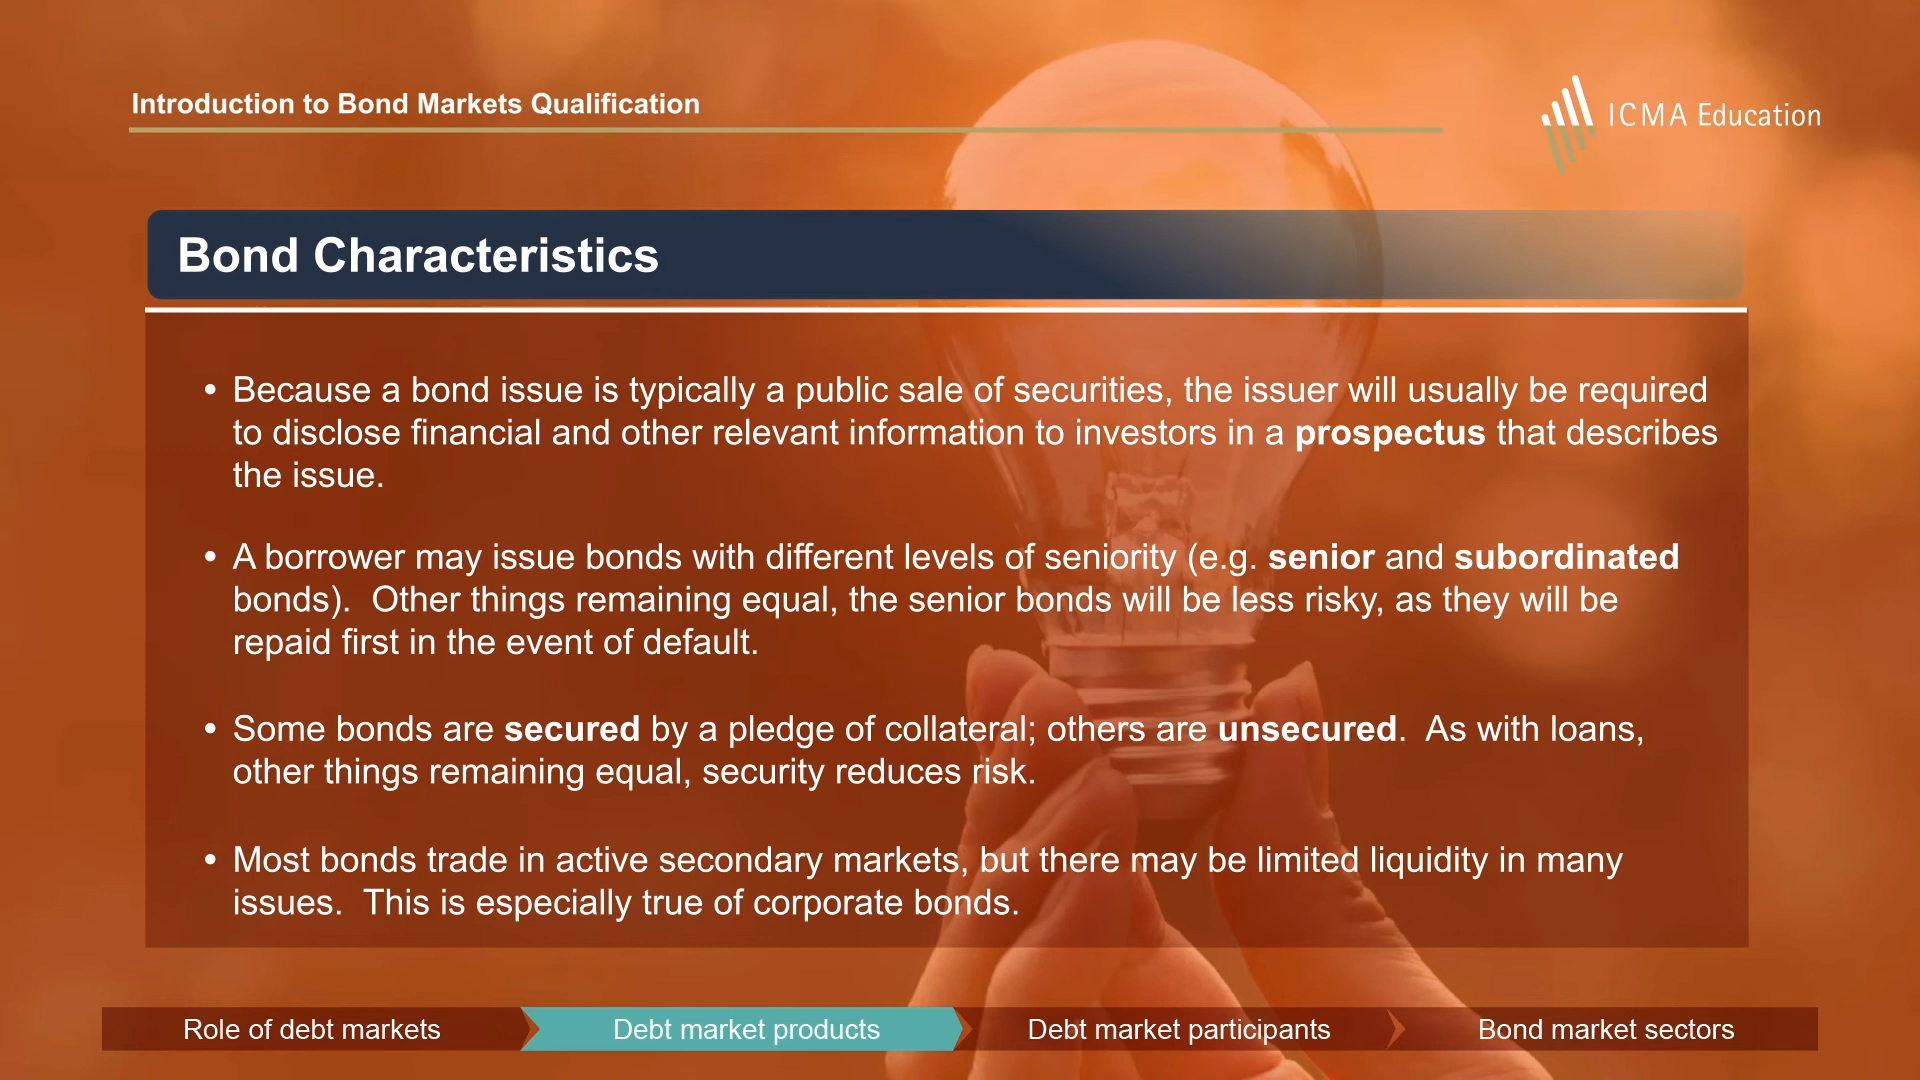 Introduction to Bond Markets Qualification
ICMA Education
Bond Characteristics
• Because a bond issue is typically a public sale of securities, the issuer will usually be required
to disclose financial and other relevant information to investors in a prospectus that describes
the issue.
• A borrower may issue bonds with different levels of seniority (e.g. senior and subordinated
bonds).  Other things remaining equal, the senior bonds will be less risky, as they will be
repaid first in the event of default.
• Some bonds are secured by a pledge of collateral; others are unsecured.  As with loans,
other things remaining equal, security reduces risk.
• Most bonds trade in active secondary markets, but there may be limited liquidity in many
issues.  This is especially true of corporate bonds.
Role of debt markets
Debt market products
Debt market participants
Bond market sectors